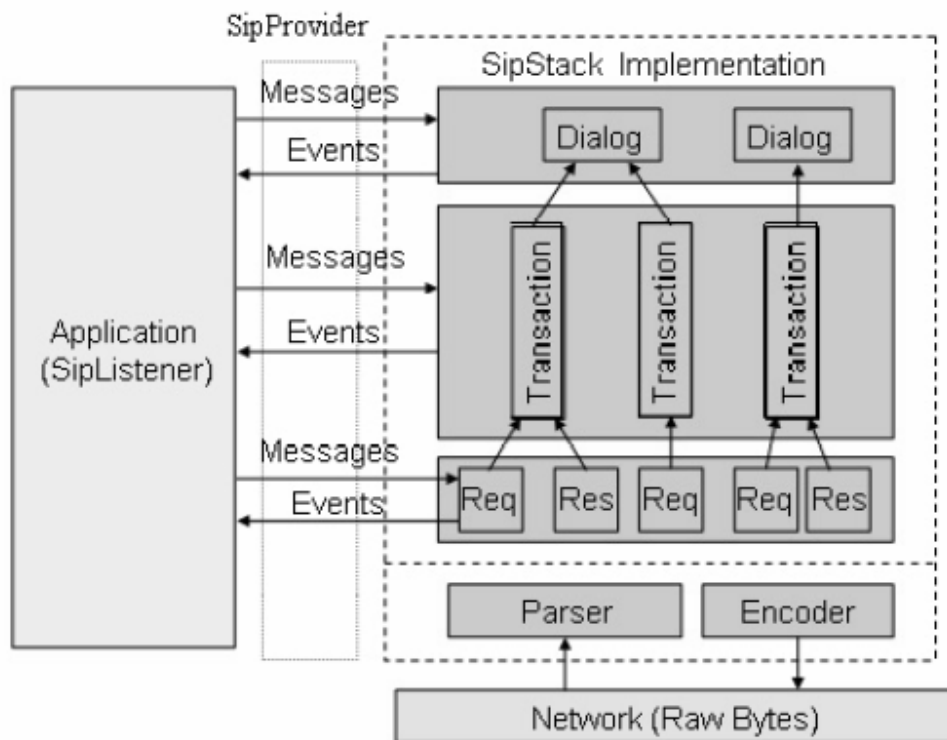 SipProvider
SipStack Implementation
Messages
Dialog
Dialog
Events
Messages
Transaction
Transaction
Transaction
Events
Application
(SipListener)
Messages
Req
Res
Req
Req
Res
Events
Parser
Encoder
Network (Raw Bytes)